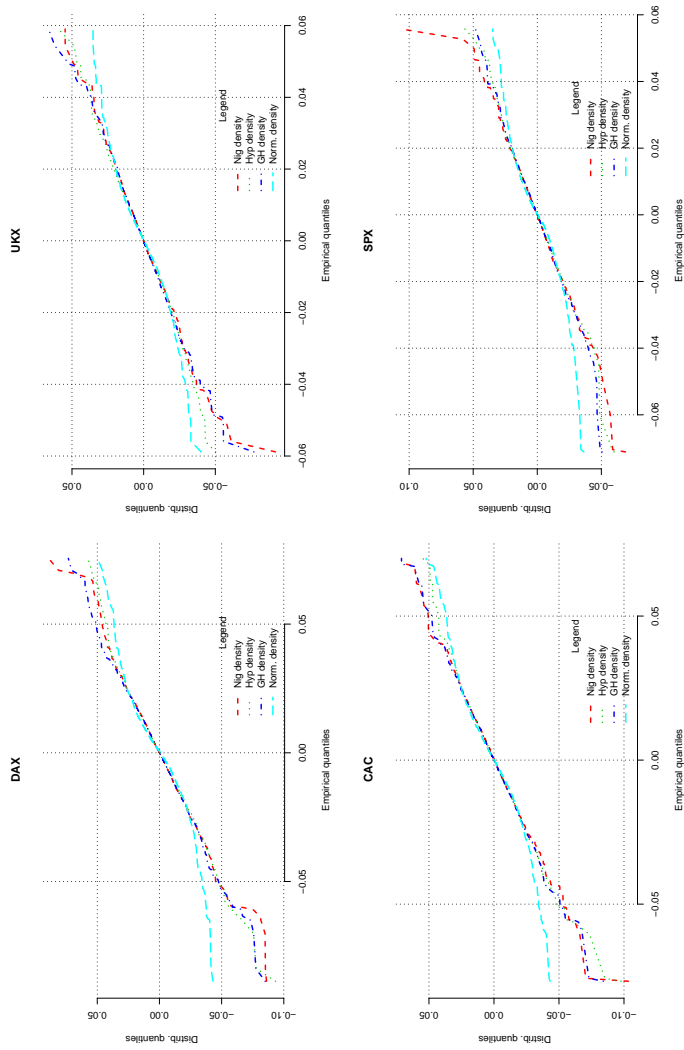 DAX
Distrib. quantiles
0.05
0.00
−0.05
−0.10
Legend
Nig density
Hyp density
GH density
Norm. density
−0.05 0.00 0.05
Empirical quantiles
UKX
Distrib. quantiles
0.05
0.00
−0.05
Legend
Nig density
Hyp density
GH density
Norm. density
−0.06 −0.04 −0.02 0.00 0.02 0.04 0.06
Empirical quantiles
CAC
Distrib. quantiles
0.05
0.00
−0.05
−0.10
Legend
Nig density
Hyp density
GH density
Norm. density
−0.05 0.00 0.05
Empirical quantiles
SPX
Distrib. quantiles
0.10
0.05
0.00
−0.05
Legend
Nig density
Hyp density
GH density
Norm. density
−0.06 −0.04 −0.02 0.00 0.02 0.04 0.06
Empirical quantiles